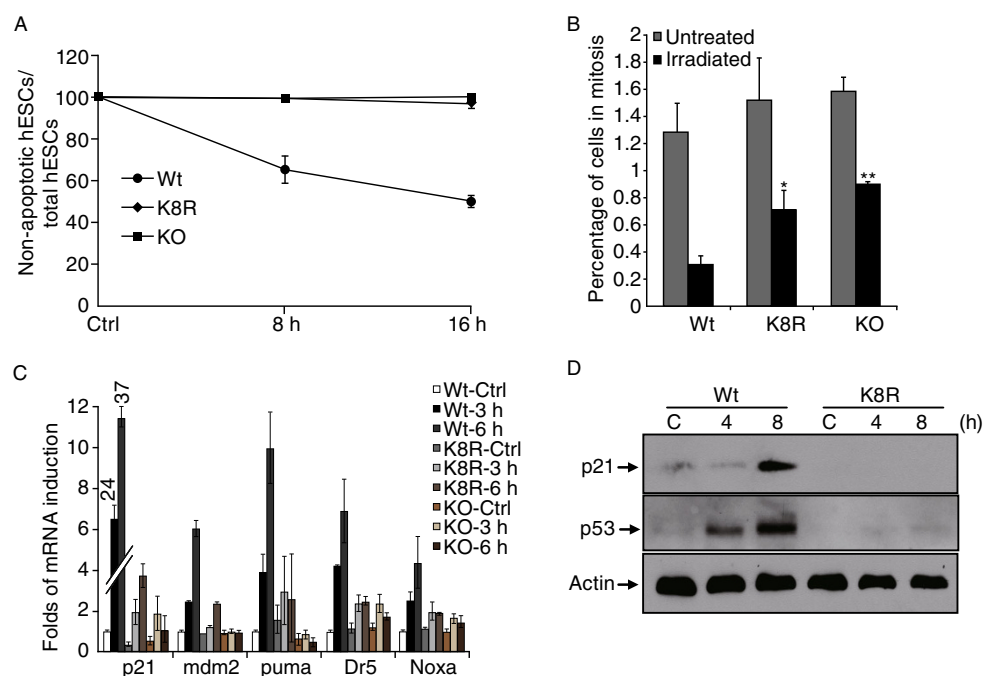 A
Non-apoptotic hESCs/
total hESCs
120
100
80
60
40
20
0
Wt
K8R
KO
Ctrl
8 h
16 h
B
Percentage of cells in mitosis
2
1.8
1.6
1.4
1.2
1
0.8
0.6
0.4
0.2
0
Untreated
Irradiated
*
**
Wt
K8R
KO
C
Folds of mRNA induction
12
10
8
6
4
2
0
24
37
Wt-Ctrl
Wt-3 h
Wt-6 h
K8R-Ctrl
K8R-3 h
K8R-6 h
KO-Ctrl
KO-3 h
KO-6 h
p21
mdm2
puma
Dr5
Noxa
D
Wt K8R
C 4 8 C 4 8 (h)
p21
p53
Actin